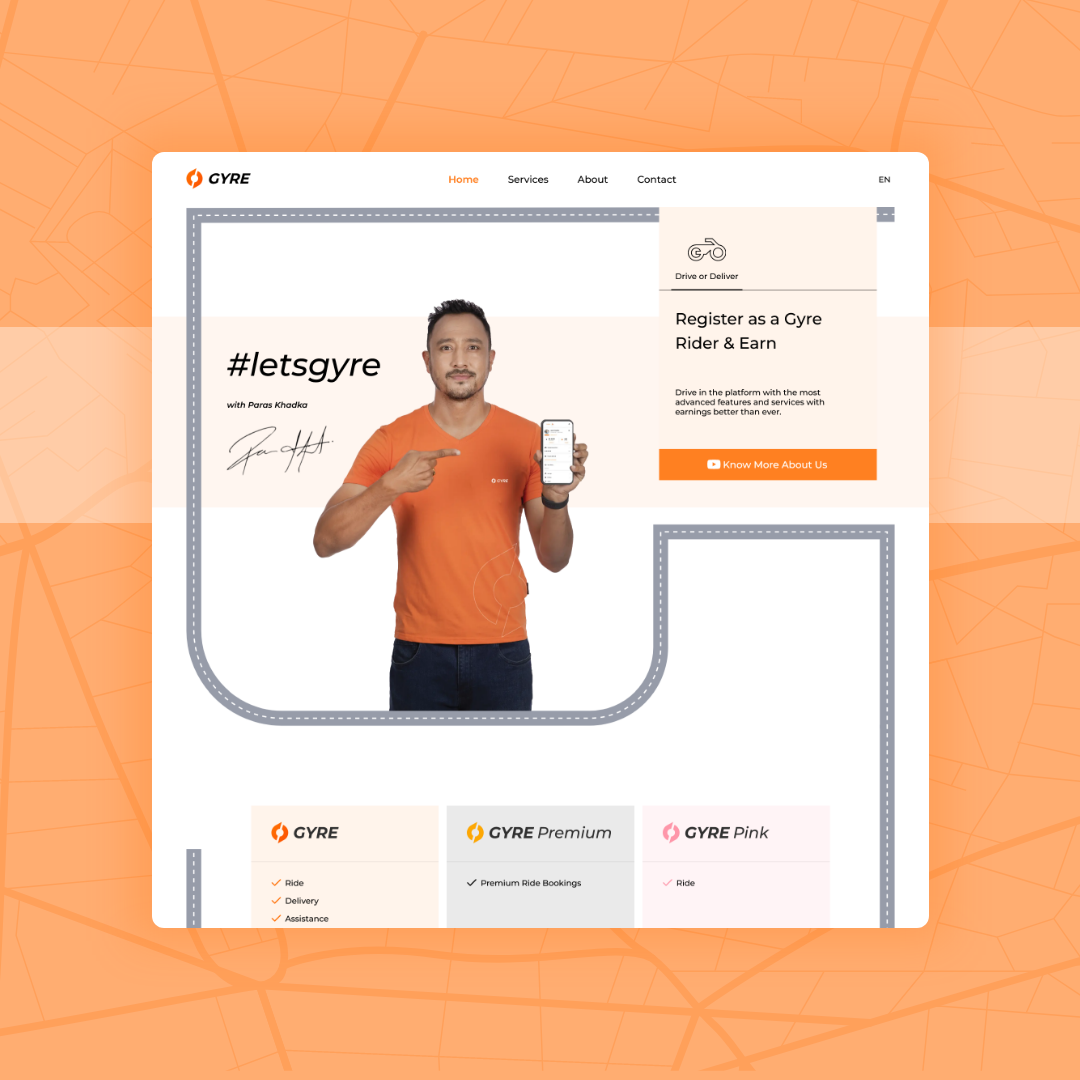 GYRE
Home Services About Contact
EN
Drive or Deliver
Register as a Gyre
Rider & Earn
Drive in the platform with the most
advanced features and services with
earnings better than ever.
Know More About Us
#letsgyre
with Paras Khadka
GYRE
GYRE
Ride
Delivery
Assistance
GYRE Premium
Premium Ride Bookings
GYRE Pink
Ride